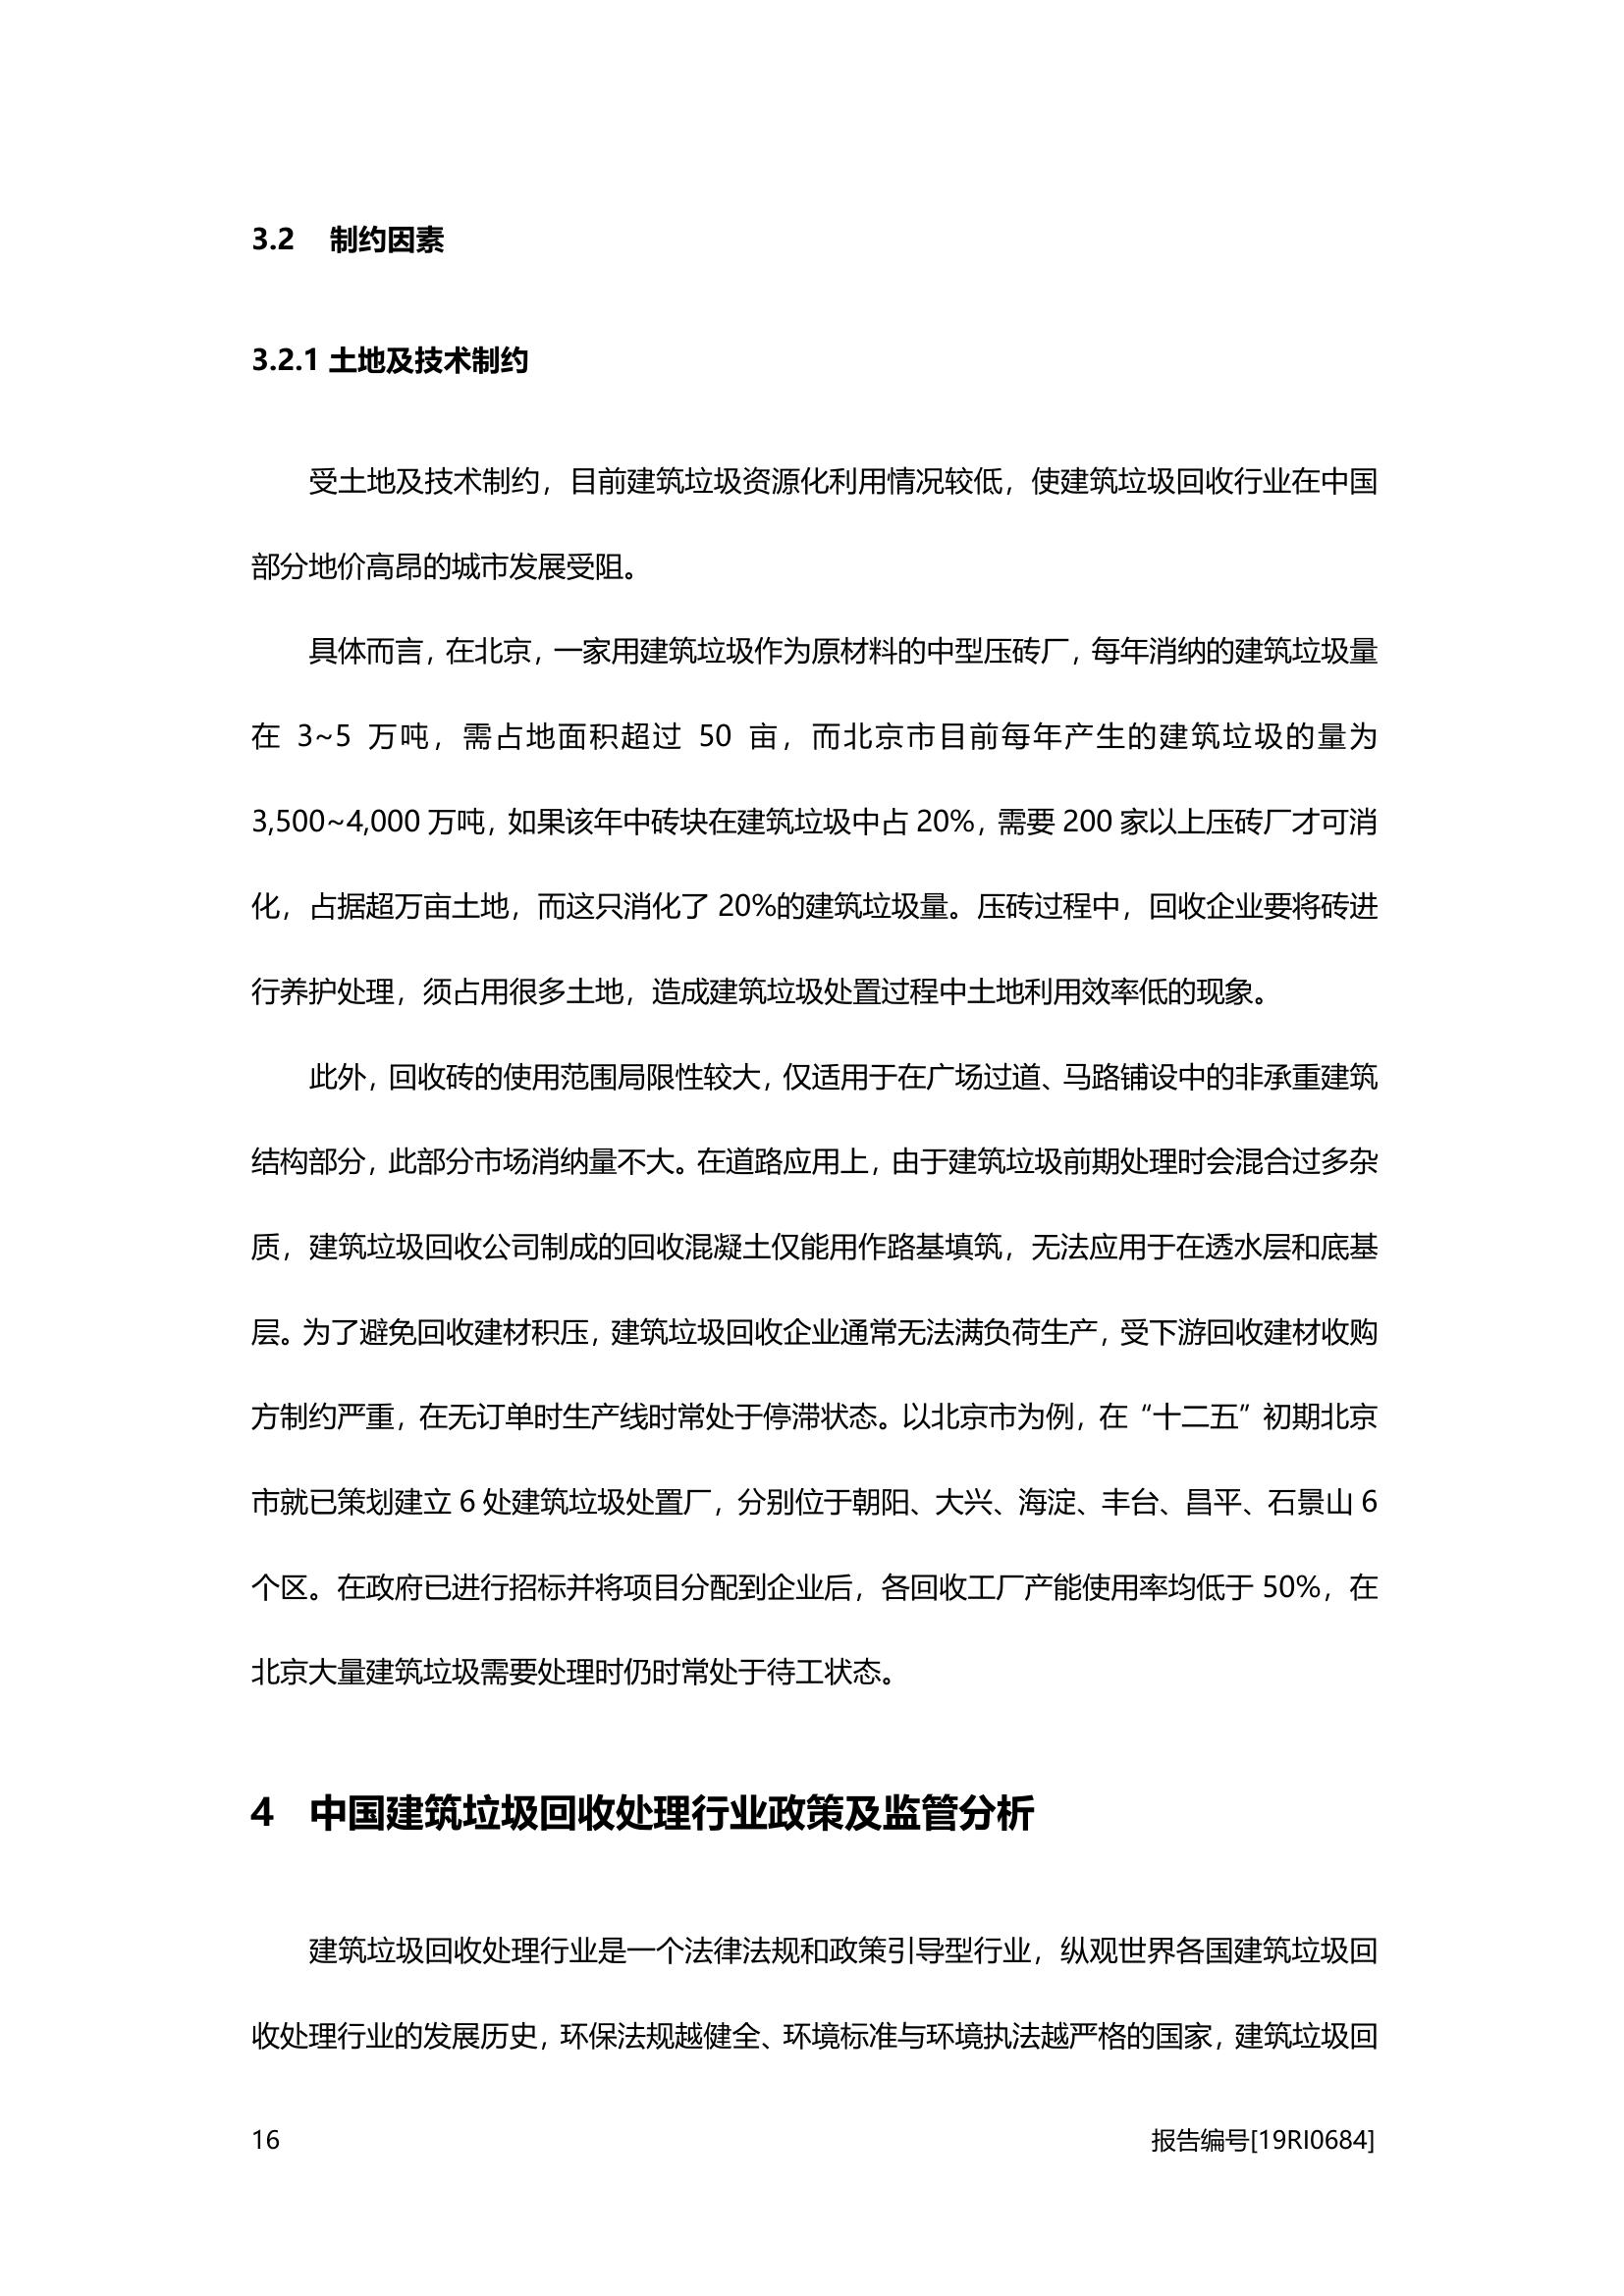 3.2 制约因素
3.2.1 土地及技术制约
受土地及技术制约，目前建筑垃圾资源化利用情况较低，使建筑垃圾回收行业在中国
部分地价高昂的城市发展受阻。
具体而言，在北京，一家用建筑垃圾作为原材料的中型压砖厂，每年消纳的建筑垃圾量
在 3~5 万吨，需占地面积超过 50 亩，而北京市目前每年产生的建筑垃圾的量为
3,500~4,000 万吨，如果该年中砖块在建筑垃圾中占 20%，需要 200 家以上压砖厂才可消
化，占据超万亩土地，而这只消化了 20%的建筑垃圾量。压砖过程中，回收企业要将砖进
行养护处理，须占用很多土地，造成建筑垃圾处置过程中土地利用效率低的现象。
此外，回收砖的使用范围局限性较大，仅适用于在广场过道、马路铺设中的非承重建筑
结构部分，此部分市场消纳量不大。在道路应用上，由于建筑垃圾前期处理时会混合过多杂
质，建筑垃圾回收公司制成的回收混凝土仅能用作路基填筑，无法应用于在透水层和底基
层。为了避免回收建材积压，建筑垃圾回收企业通常无法满负荷生产，受下游回收建材收购
方制约严重，在无订单时生产线时常处于停滞状态。以北京市为例，在“十二五”初期北京
市就已策划建立 6 处建筑垃圾处置厂，分别位于朝阳、大兴、海淀、丰台、昌平、石景山 6
个区。在政府已进行招标并将项目分配到企业后，各回收工厂产能使用率均低于 50%，在
北京大量建筑垃圾需要处理时仍时常处于待工状态。
4 中国建筑垃圾回收处理行业政策及监管分析
建筑垃圾回收处理行业是一个法律法规和政策引导型行业，纵观世界各国建筑垃圾回
收处理行业的发展历史，环保法规越健全、环境标准与环境执法越严格的国家，建筑垃圾回
16 报告编号[19RI0684]